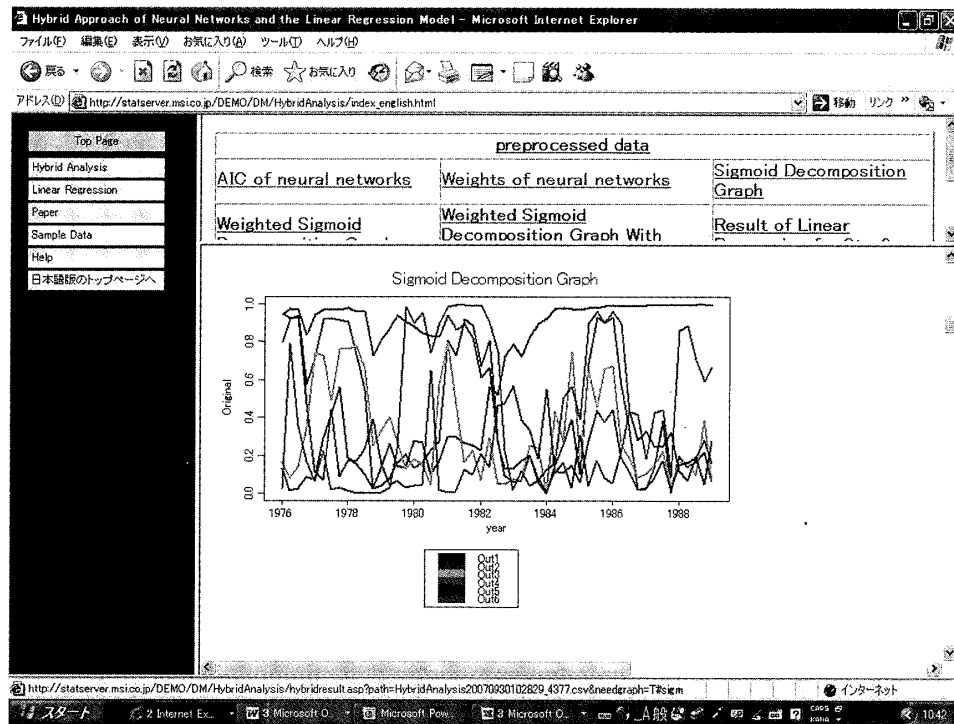 Hybrid Approach of Neural Networks and the Linear Regression Model - Microsoft Internet Explorer
ファイル(F) 編集(E) 表示(V) お気に入り(A) ツール(T) ヘルプ(H)
戻る 検索 お気に入り
アドレス(D) http://statserver.msi.co.jp/DEMO/DM/HybridAnalysis/index_english.html 移動 リンク »
Top Page
Hybrid Analysis
Linear Regression
Paper
Sample Data
Help
日本語版のトップページへ
preprocessed data
AIC of neural networks Weights of neural networks Sigmoid Decomposition
Graph
Weighted Sigmoid Weighted Sigmoid Result of Linear
Decomposition Graph With
Sigmoid Decomposition Graph
Original
1.0
0.8
0.6
0.4
0.2
0.0
1976 1978 1980 1982 1984 1986 1988
year
Out1
Out2
Out3
Out4
Out5
Out6
http://statserver.msi.co.jp/DEMO/DM/HybridAnalysis/hybridresult.asp?path=HybridAnalysis20070930102829_4377.csv&needgraph=T#sigm インターネット
スタート 2 Internet Ex... 3 Microsoft O... Microsoft Pow... 3 Microsoft O... A 般 CAPS KANA 10:42